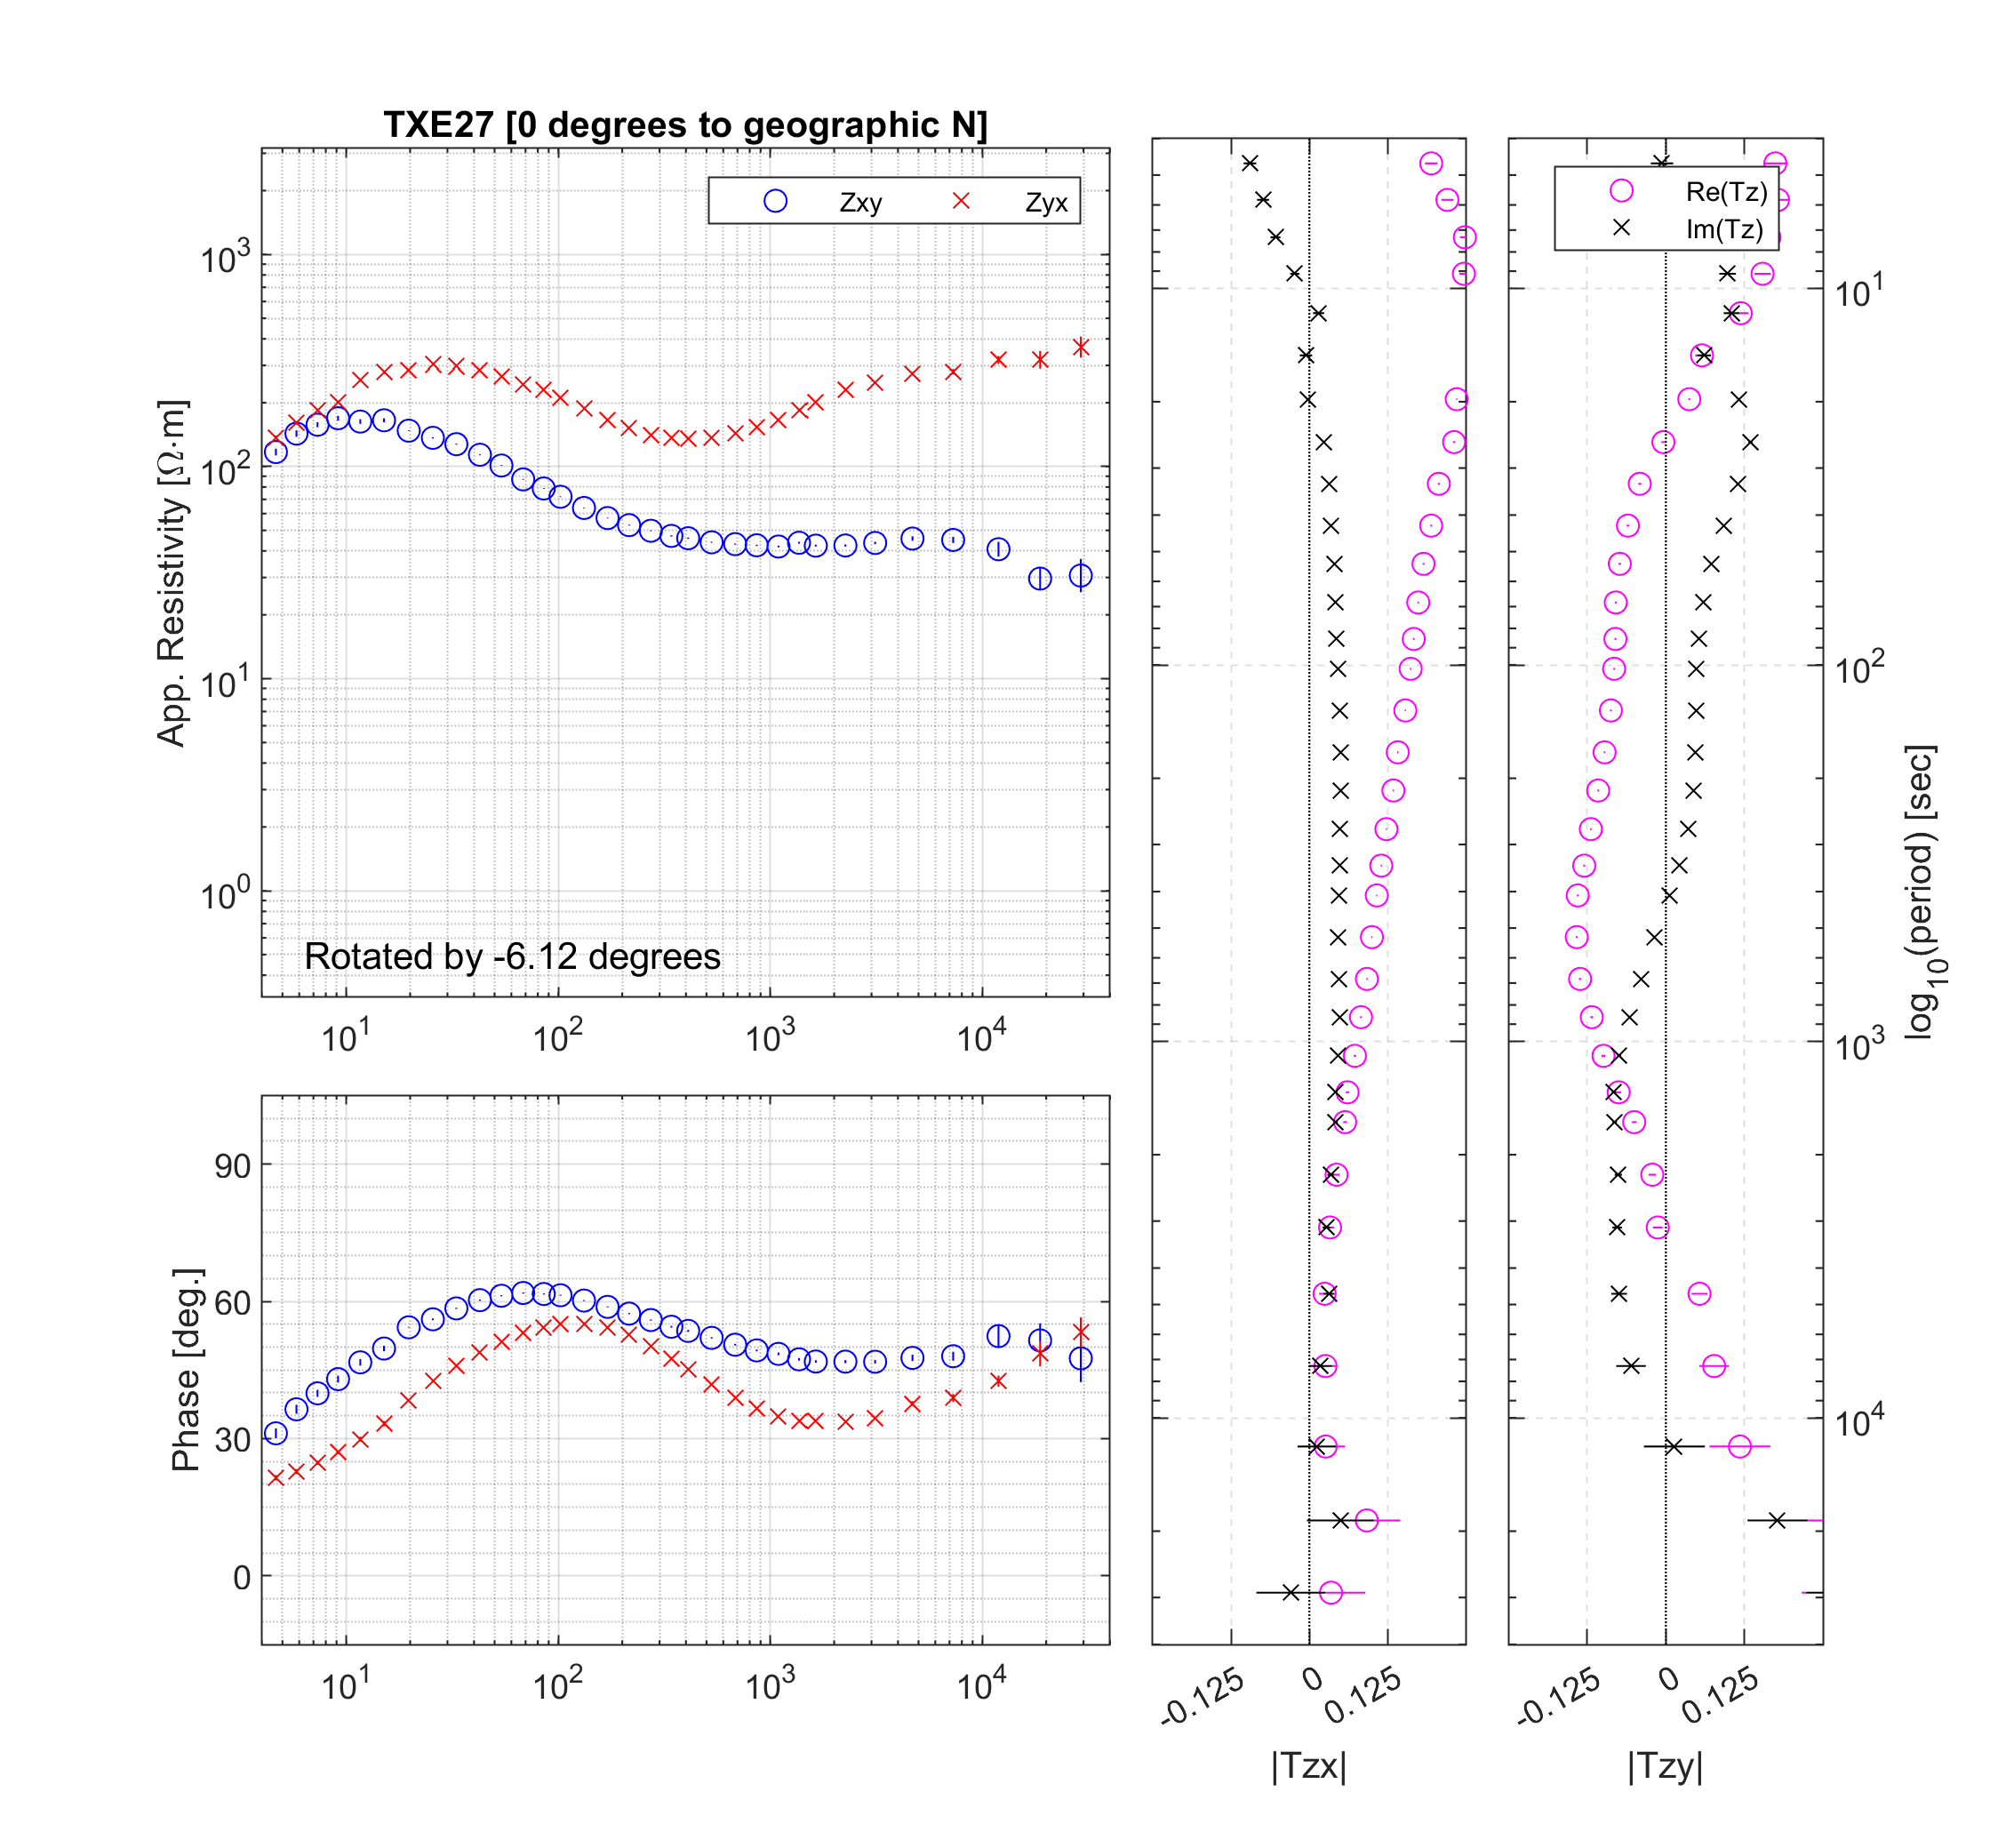 TXE27 [0 degrees to geographic N]
Zxy Zyx
App. Resistivity [Ω·m]
10³
10²
10¹
10⁰
Rotated by -6.12 degrees
10¹ 10² 10³ 10⁴
Phase [deg.]
90
60
30
0
10¹ 10² 10³ 10⁴
-0.125 0 0.125
|Tzx|
Re(Tz)
Im(Tz)
-0.125 0 0.125
|Tzy|
10¹
10²
10³
10⁴
log₁₀(period) [sec]